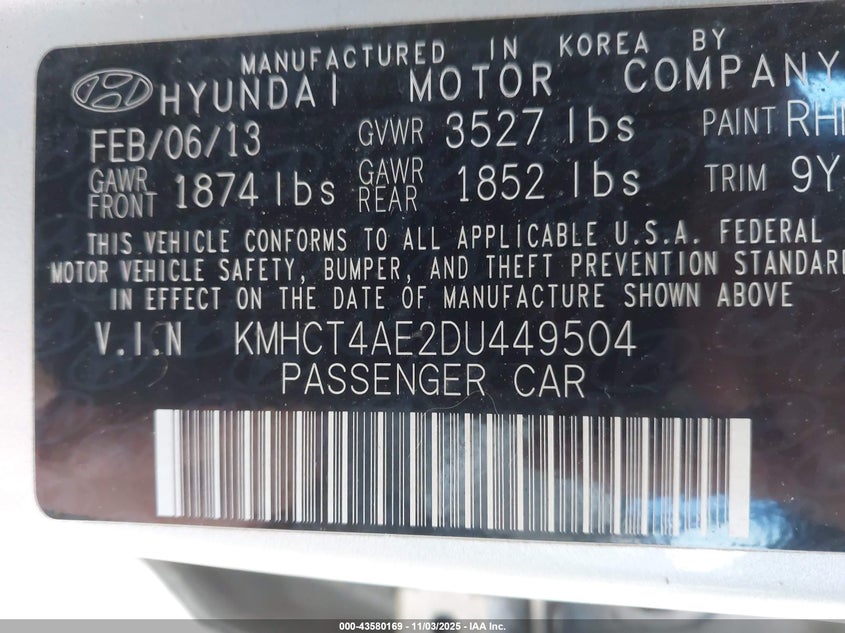 MANUFACTURED IN KOREA BY
HYUNDAI MOTOR COMPANY
FEB/06/13 GVWR 3527 lbs PAINT
GAWR FRONT 1874 lbs GAWR REAR 1852 lbs TRIM 9Y
THIS VEHICLE CONFORMS TO ALL APPLICABLE U.S.A. FEDERAL
MOTOR VEHICLE SAFETY, BUMPER, AND THEFT PREVENTION STANDARD
IN EFFECT ON THE DATE OF MANUFACTURE SHOWN ABOVE
V.I.N KMHCT4AE2DU449504
PASSENGER CAR
000-43580169 - 11/03/2025 - IAA Inc.